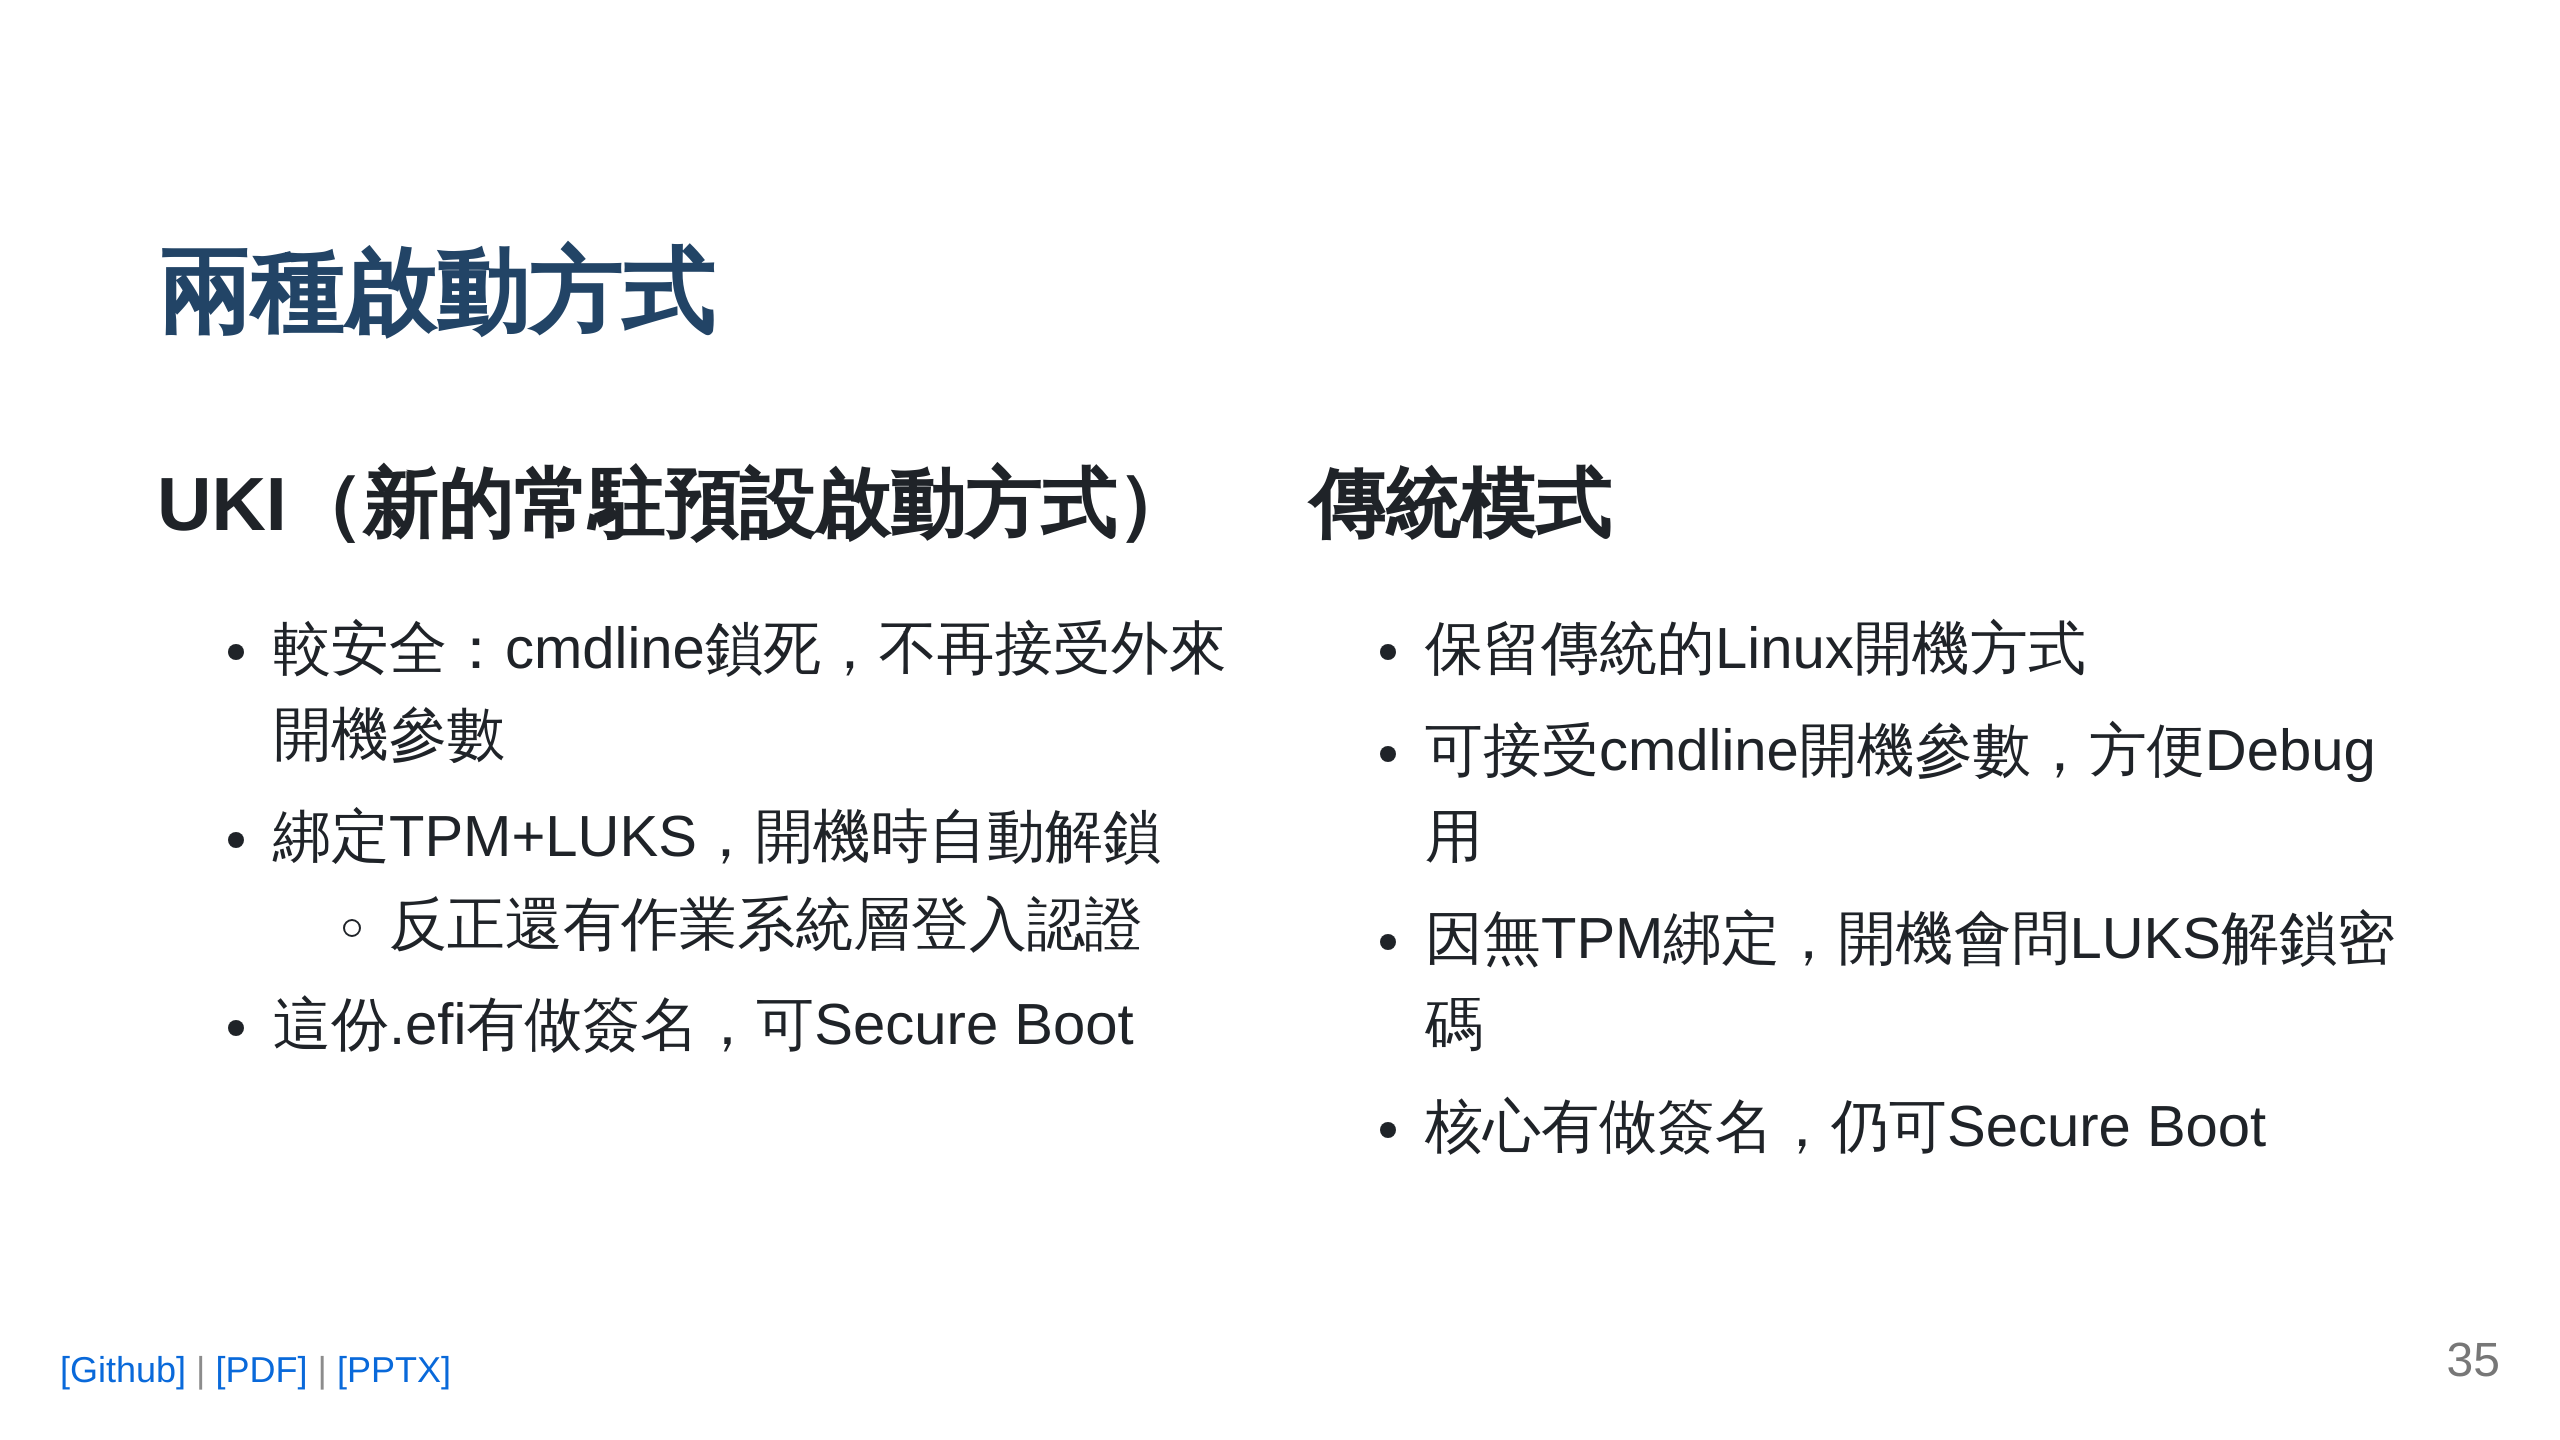 兩種啟動方式
UKI（新的常駐預設啟動方式）
• 較安全：cmdline鎖死，不再接受外來
開機參數
• 綁定TPM+LUKS，開機時自動解鎖
◦ 反正還有作業系統層登入認證
• 這份.efi有做簽名，可Secure Boot
傳統模式
• 保留傳統的Linux開機方式
• 可接受cmdline開機參數，方便Debug
用
• 因無TPM綁定，開機會問LUKS解鎖密
碼
• 核心有做簽名，仍可Secure Boot
[Github] | [PDF] | [PPTX]
35